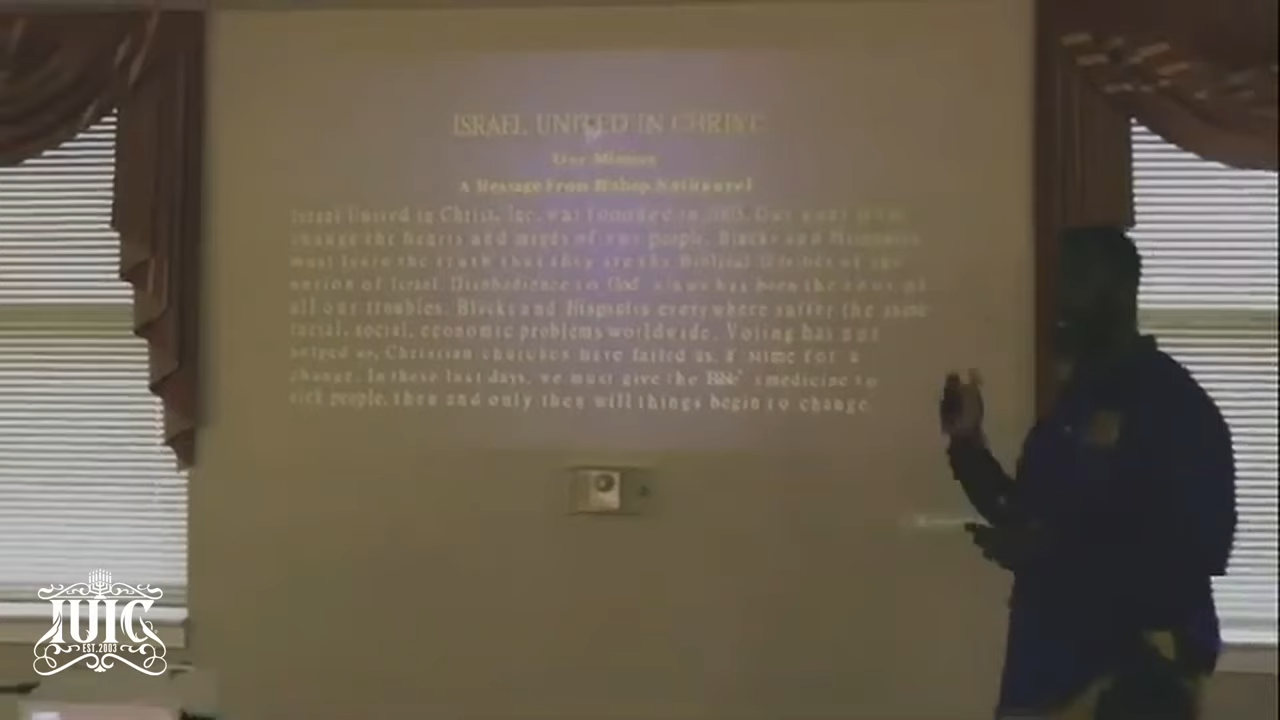 ISRAEL UNITED IN CHRIST
Our Mission
A Message From Bishop Nathanyel
Israel United in Christ, Inc. was founded in 2003. Our goal is to
change the hearts and minds of our people. Blacks and Hispanics
must learn the truth that they are the Biblical of the
nation of Israel. Disobedience to God's laws has been the root of
all our troubles. Blacks and Hispanics everywhere suffer the same
racial, social, economic problems worldwide. Voting has not
helped us, Christian churches have failed us, time for a
change. In these last days, we must give the medicine to
sick people, then and only then will things begin to change.
IUIC
EST. 2003